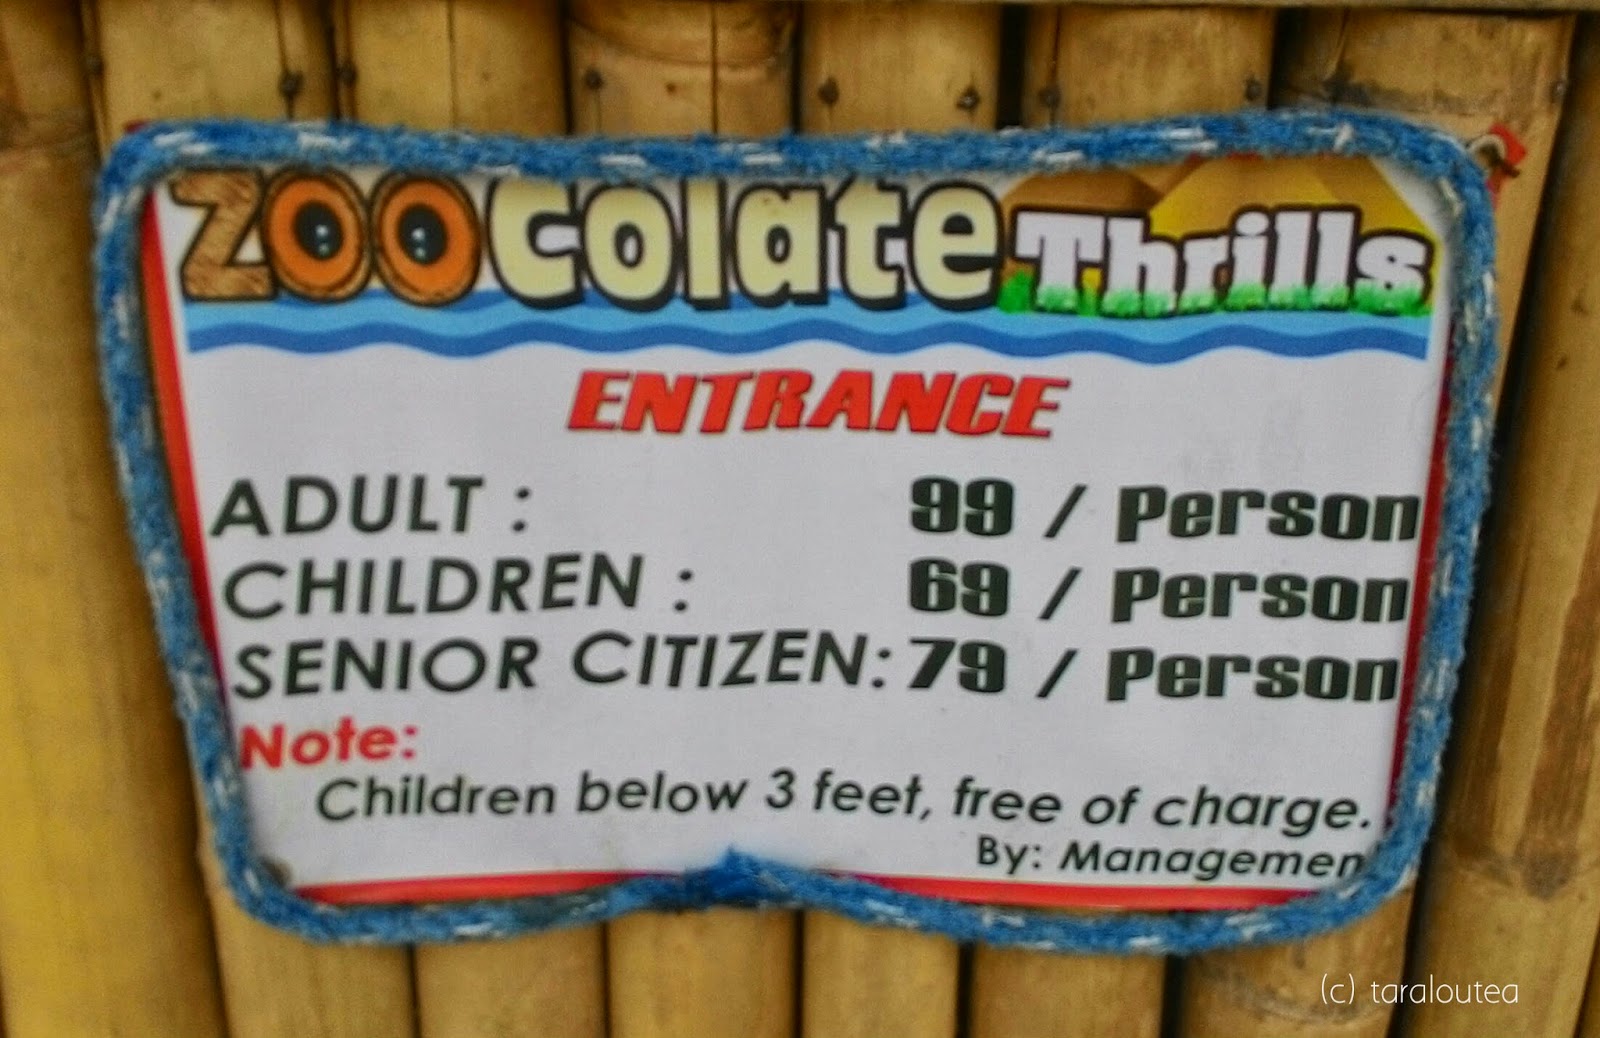 ZOOcolate Thrills
ENTRANCE
ADULT : 99 / Person
CHILDREN : 69 / Person
SENIOR CITIZEN: 79 / Person
Note:
Children below 3 feet, free of charge.
By: Managemen
(c) taraloutea